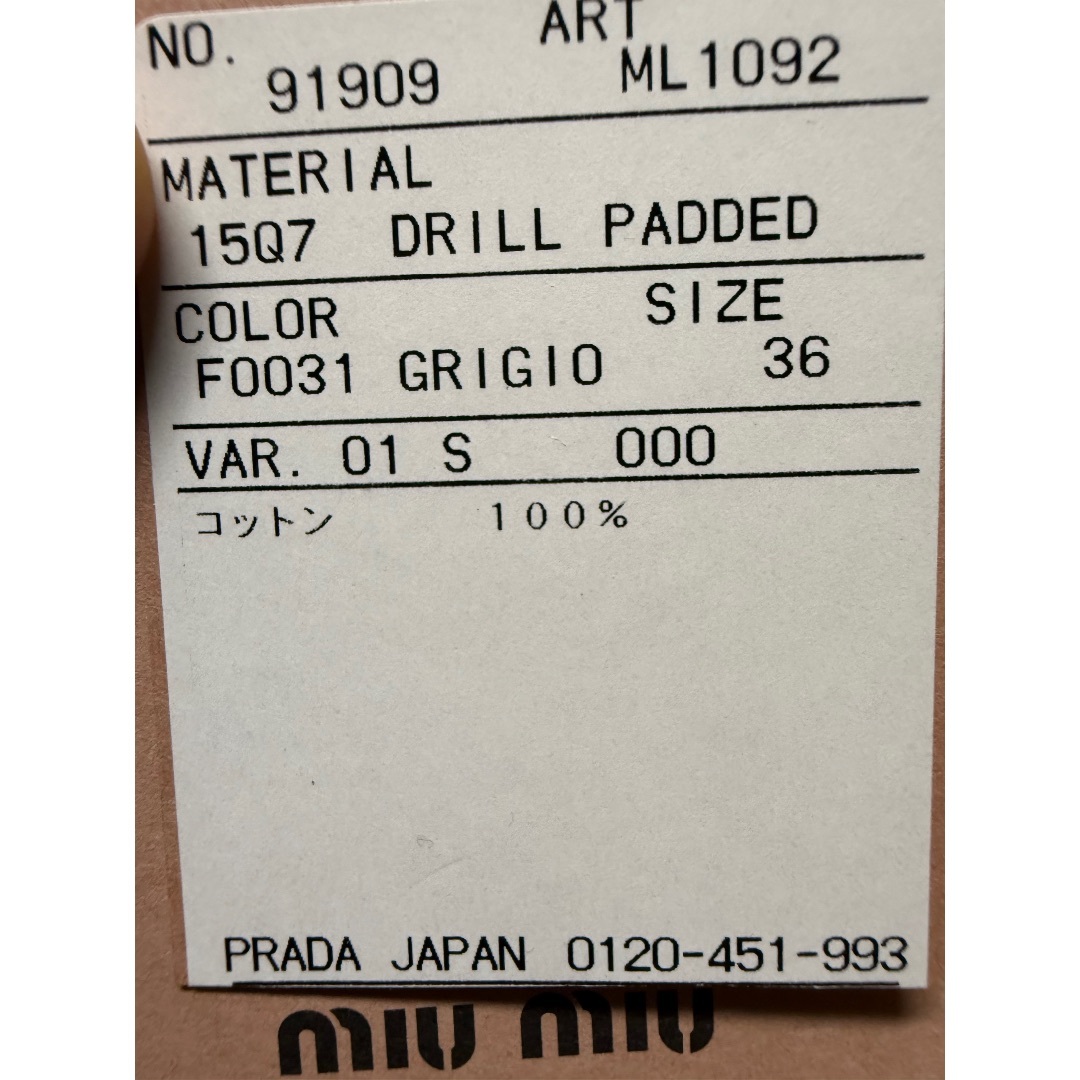 NO. ART
91909 ML1092
MATERIAL
15Q7 DRILL PADDED
COLOR SIZE
F0031 GRIGIO 36
VAR. 01 S 000
コットン 100%
PRADA JAPAN 0120-451-993
miu miu